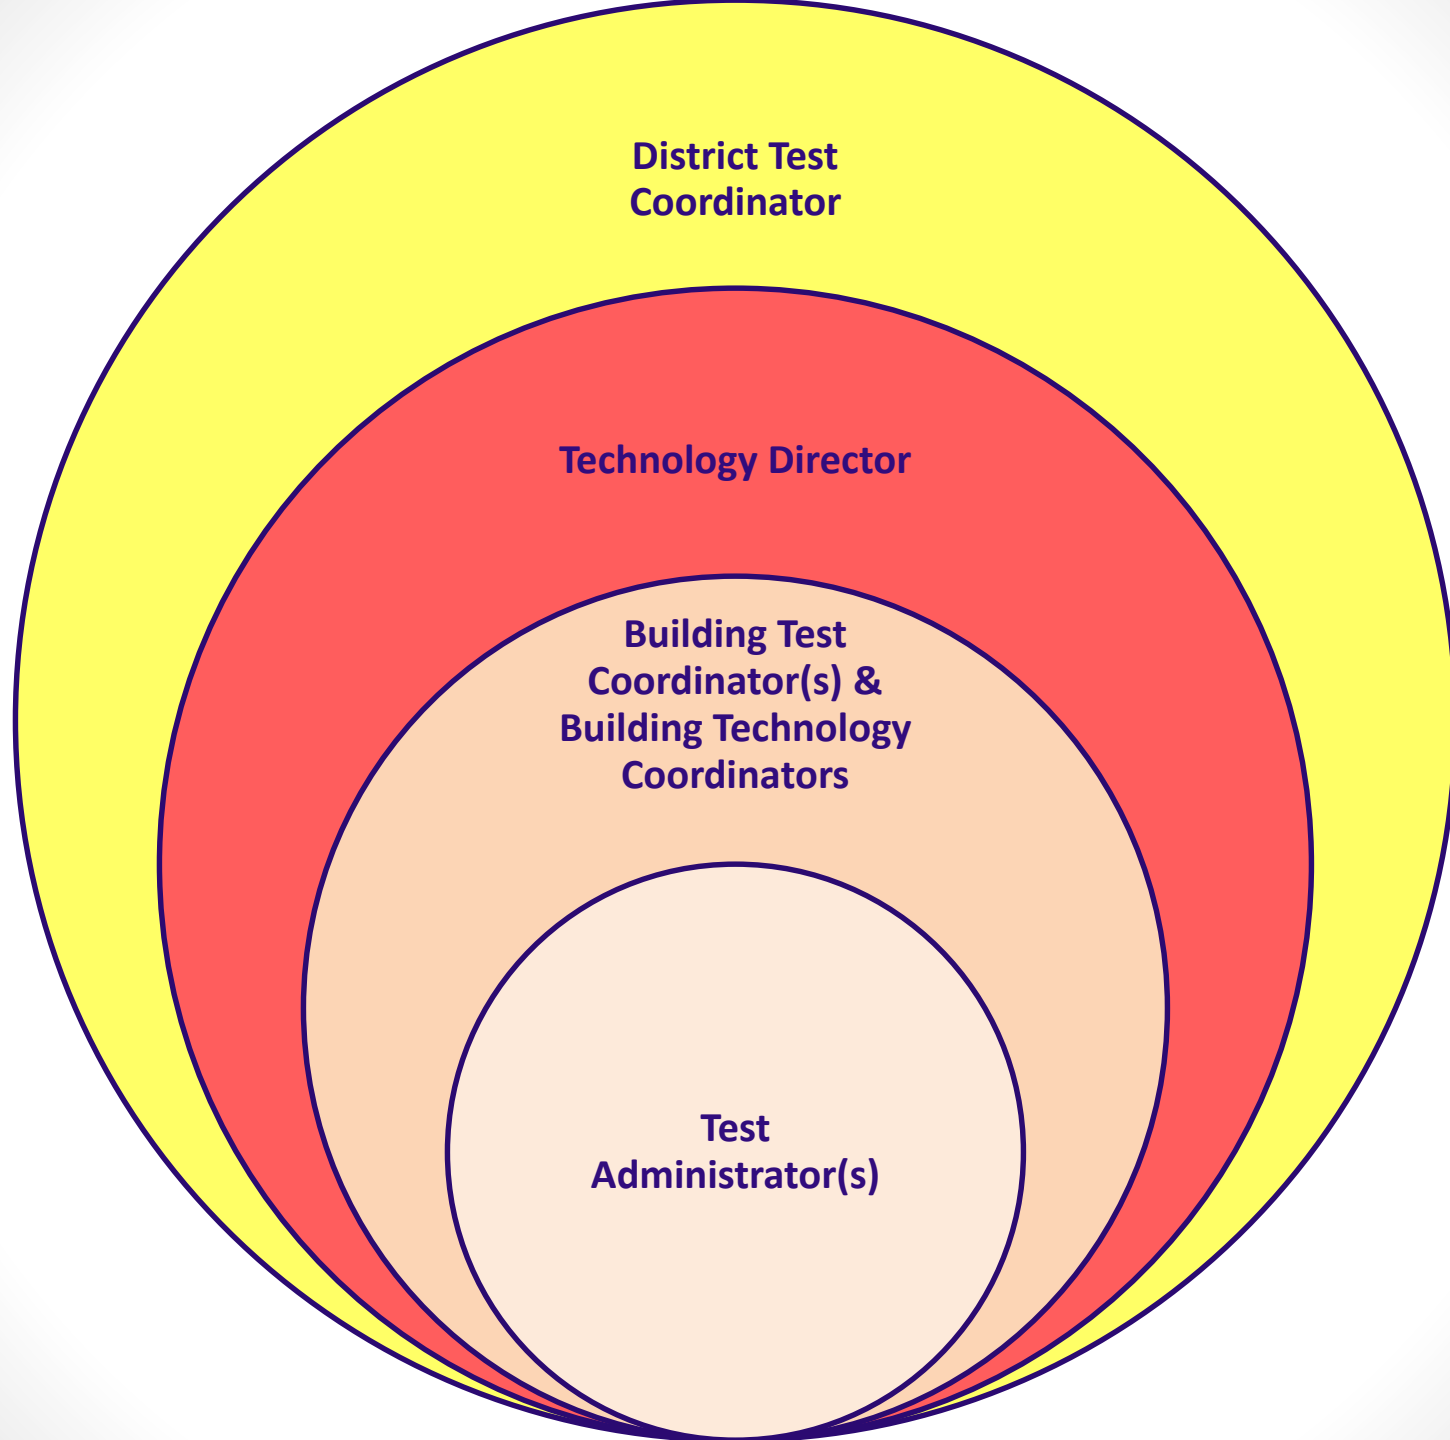 District Test
Coordinator
Technology Director
Building Test
Coordinator(s) &
Building Technology
Coordinators
Test
Administrator(s)